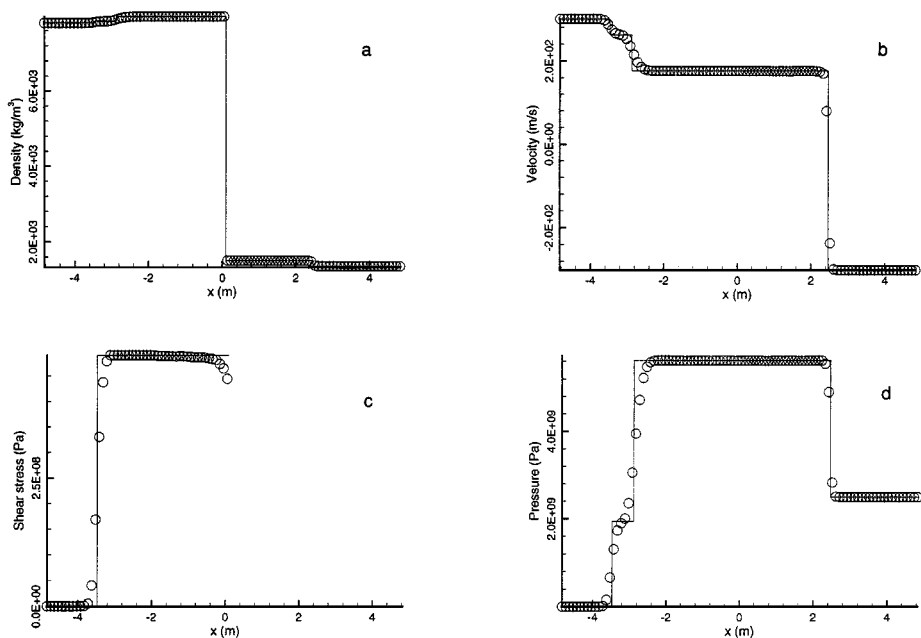 a
Density (kg/m³)
6.0E+03
4.0E+03
2.0E+03
-4 -2 0 2 4
x (m)
b
Velocity (m/s)
2.0E+02
0.0E+00
-2.0E+02
-4 -2 0 2 4
x (m)
c
Shear stress (Pa)
2.5E+08
0.0E+00
-4 -2 0 2 4
x (m)
d
Pressure (Pa)
4.0E+09
2.0E+09
-4 -2 0 2 4
x (m)